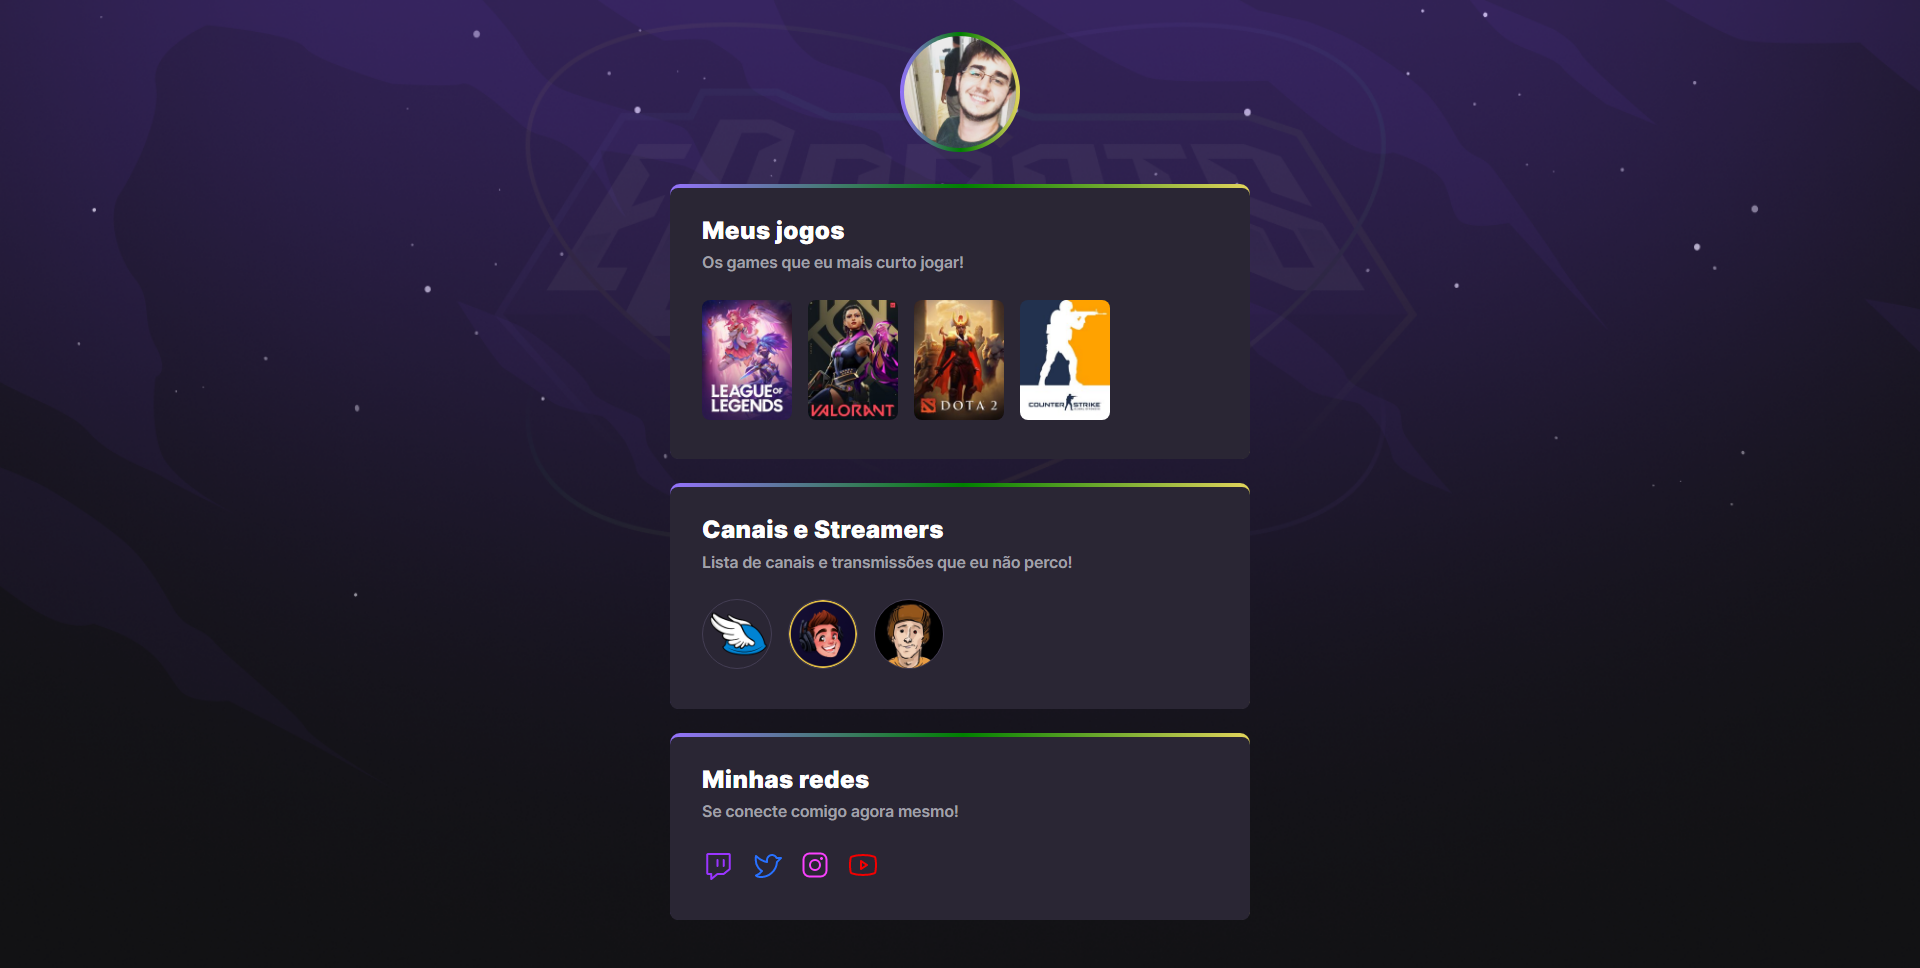 Meus jogos
Os games que eu mais curto jogar!
LEAGUE OF
LEGENDS
VALORANT
DOTA 2
COUNTER STRIKE
Canais e Streamers
Lista de canais e transmissões que eu não perco!
Minhas redes
Se conecte comigo agora mesmo!